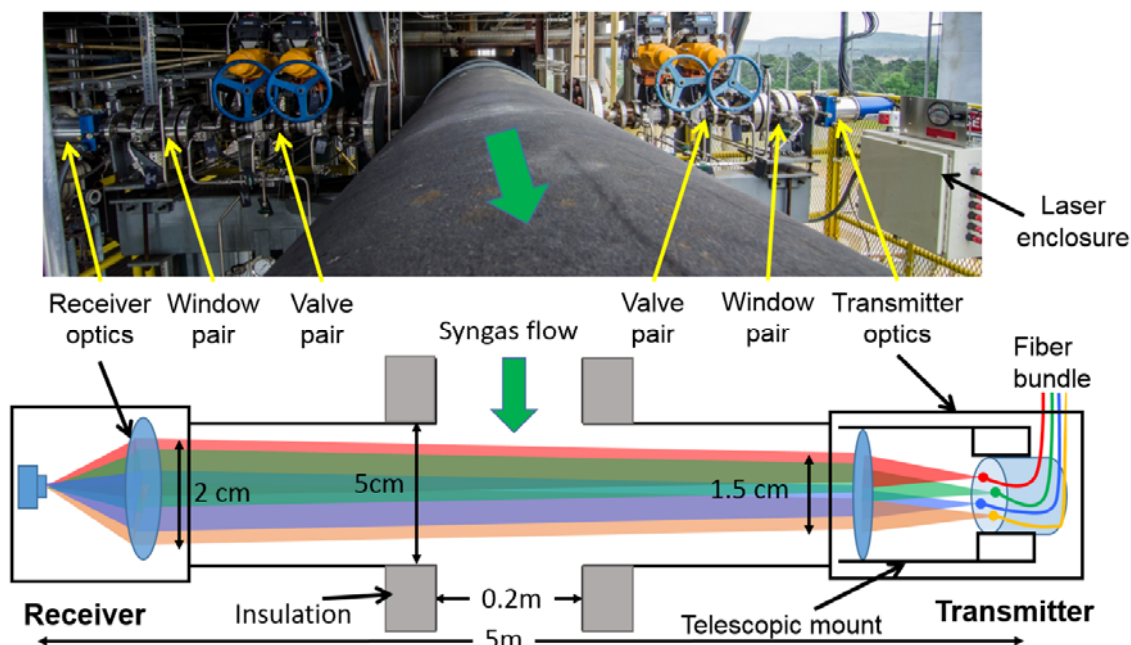 Laser
enclosure
Receiver
optics
Window
pair
Valve
pair
Valve
pair
Window
pair
Transmitter
optics
Syngas flow
Fiber
bundle
2 cm
5cm
1.5 cm
Insulation
0.2m
Receiver
Telescopic mount
Transmitter
5m